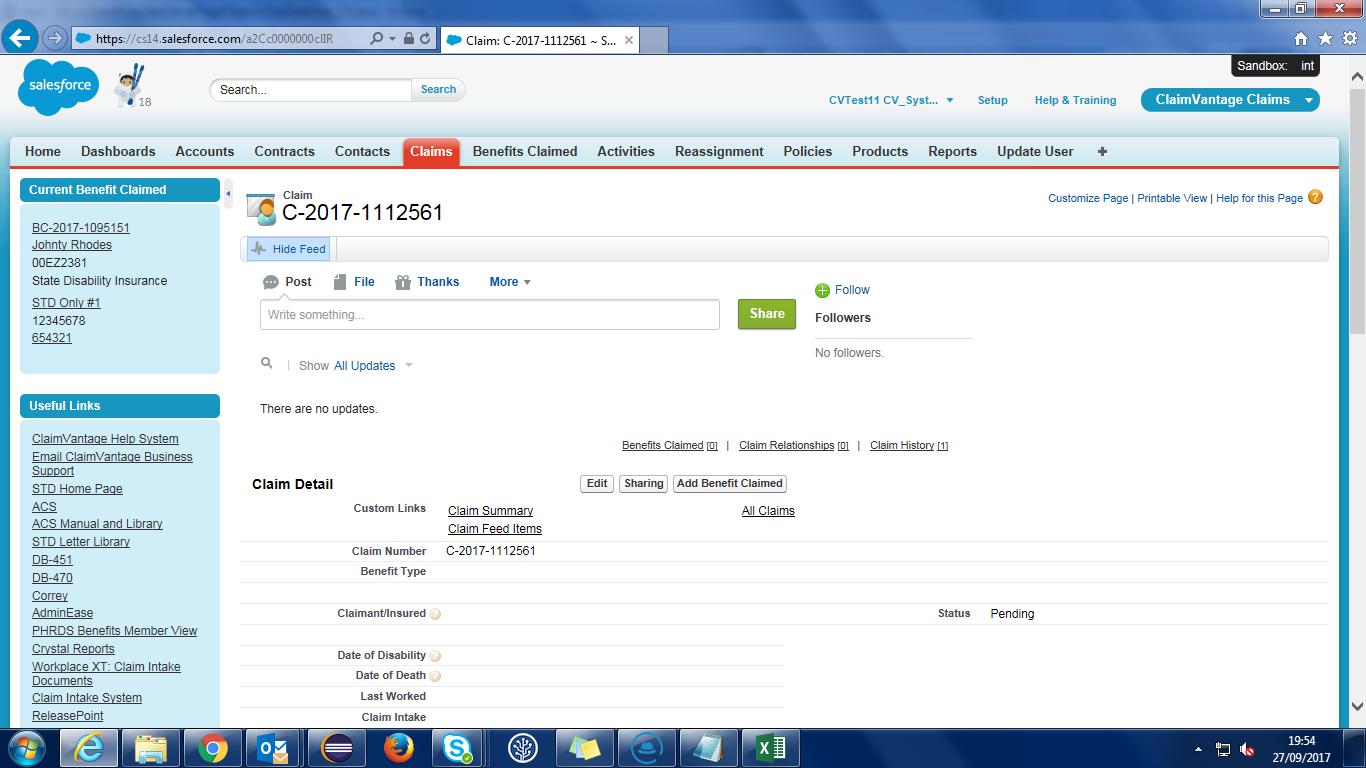 https://cs14.salesforce.com/a2Cc0000000cIIR
Claim: C-2017-1112561 ~ S...
Sandbox: int
salesforce
18
Search...
Search
CVTest11 CV_Syst...
Setup
Help & Training
ClaimVantage Claims
Home
Dashboards
Accounts
Contracts
Contacts
Claims
Benefits Claimed
Activities
Reassignment
Policies
Products
Reports
Update User
Current Benefit Claimed
BC-2017-1095151
Johnty Rhodes
00EZ2381
State Disability Insurance
STD Only #1
12345678
654321
Useful Links
ClaimVantage Help System
Email ClaimVantage Business
Support
STD Home Page
ACS
ACS Manual and Library
STD Letter Library
DB-451
DB-470
Correy
AdminEase
PHRDS Benefits Member View
Crystal Reports
Workplace XT: Claim Intake
Documents
Claim Intake System
ReleasePoint
Claim
C-2017-1112561
Customize Page | Printable View | Help for this Page
Hide Feed
Post
File
Thanks
More
Write something...
Share
Follow
Followers
No followers.
Show All Updates
There are no updates.
Benefits Claimed [0] | Claim Relationships [0] | Claim History [1]
Claim Detail
Edit
Sharing
Add Benefit Claimed
Custom Links
Claim Summary
All Claims
Claim Feed Items
Claim Number C-2017-1112561
Benefit Type
Claimant/Insured
Status Pending
Date of Disability
Date of Death
Last Worked
Claim Intake
19:54
27/09/2017